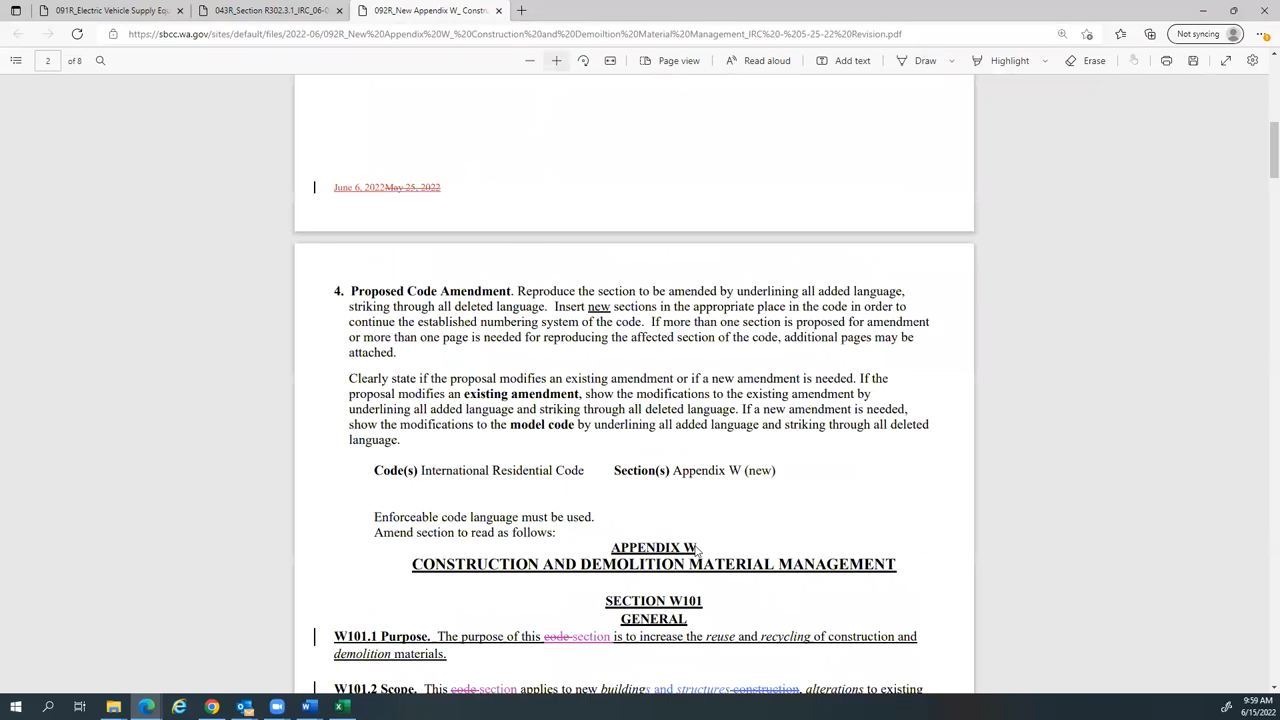 091R_Electric Vehicle Supply Equ
043R_Section R302.3.1_IRC_06-0
092R_New Appendix W_ Constru
https://sbcc.wa.gov/sites/default/files/2022-06/092R_New%20Appendix%20W_%20Construction%20and%20Demoiltion%20Material%20Management_IRC%20-%205-25-22%20Revision.pdf
Not syncing
2 of 8
Page view
Read aloud
Add text
Draw
Highlight
Erase
June 6, 2022May 25, 2022
4. Proposed Code Amendment. Reproduce the section to be amended by underlining all added language,
striking through all deleted language. Insert new sections in the appropriate place in the code in order to
continue the established numbering system of the code. If more than one section is proposed for amendment
or more than one page is needed for reproducing the affected section of the code, additional pages may be
attached.
Clearly state if the proposal modifies an existing amendment or if a new amendment is needed. If the
proposal modifies an existing amendment, show the modifications to the existing amendment by
underlining all added language and striking through all deleted language. If a new amendment is needed,
show the modifications to the model code by underlining all added language and striking through all deleted
language.
Code(s) International Residential Code Section(s) Appendix W (new)
Enforceable code language must be used.
Amend section to read as follows:
APPENDIX W
CONSTRUCTION AND DEMOLITION MATERIAL MANAGEMENT
SECTION W101
GENERAL
W101.1 Purpose. The purpose of this code section is to increase the reuse and recycling of construction and
demolition materials.
W101.2 Scope. This code section applies to new buildings and structures construction, alterations to existing
9:59 AM
6/15/2022